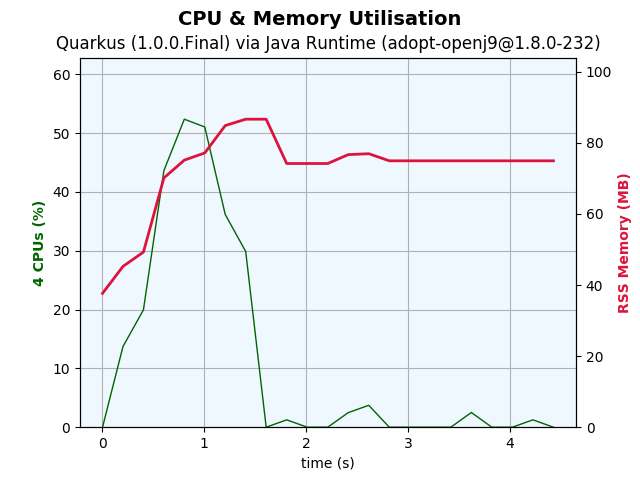 CPU & Memory Utilisation
Quarkus (1.0.0.Final) via Java Runtime (adopt-openj9@1.8.0-232)
60
50
40
30
20
10
0
4 CPUs (%)
100
80
60
40
20
0
RSS Memory (MB)
0 1 2 3 4
time (s)